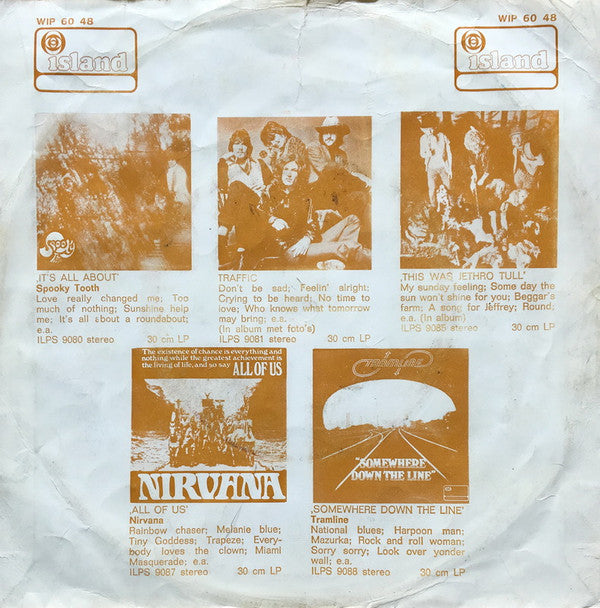 WIP 60 48
island
WIP 60 48
island
Spooky
‚IT'S ALL ABOUT'
Spooky Tooth
Love really changed me; Too
much of nothing; Sunshine help
me; It's all about a roundabout;
e.a.
ILPS 9080 stereo 30 cm LP
TRAFFIC
Don't be sad; Feelin' alright;
Crying to be heard; No time to
love; Who knows what tomorrow
may bring; e.a.
(In album met foto's)
ILPS 9081 stereo 30 cm LP
‚THIS WAS JETHRO TULL'
My sunday feeling; Some day the
sun won't shine for you; Beggar's
farm; A song for Jeffrey; Round;
e.a. (In album)
ILPS 9085 stereo 30 cm LP
The existence of chance is everything and
nothing while the greatest achievement is
the living of life, and so say ALL OF US
NIRVANA
‚ALL OF US'
Nirvana
Rainbow chaser; Melanie blue;
Tiny Goddess; Trapeze; Every-
body loves the clown; Miami
Masquerade; e.a.
ILPS 9087 stereo 30 cm LP
Tramline
"SOMEWHERE
DOWN THE LINE"
‚SOMEWHERE DOWN THE LINE'
Tramline
National blues; Harpoon man;
Mazurka; Rock and roll woman;
Sorry sorry; Look over yonder
wall; e.a.
ILPS 9088 stereo 30 cm LP